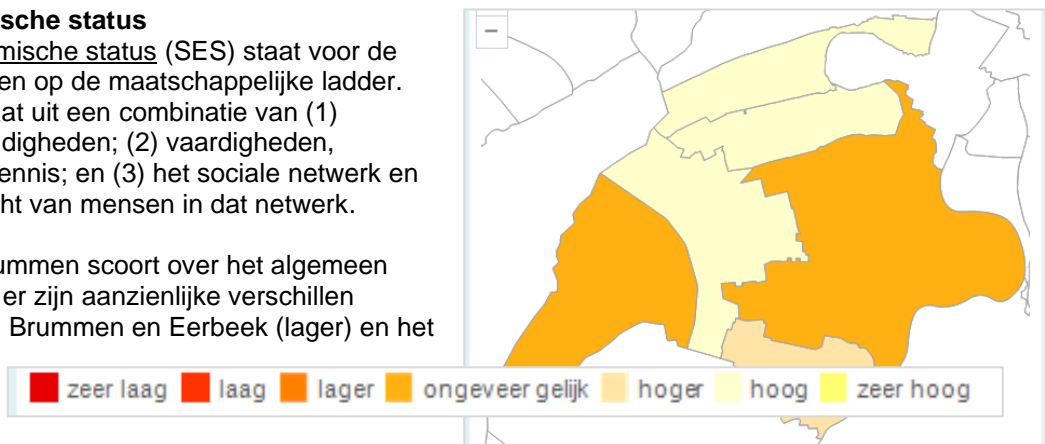 sche status
mische status (SES) staat voor de
en op de maatschappelijke ladder.
at uit een combinatie van (1)
digheden; (2) vaardigheden,
ennis; en (3) het sociale netwerk en
ht van mensen in dat netwerk.
ummen scoort over het algemeen
er zijn aanzienlijke verschillen
Brummen en Eerbeek (lager) en het
zeer laag laag lager ongeveer gelijk hoger hoog zeer hoog